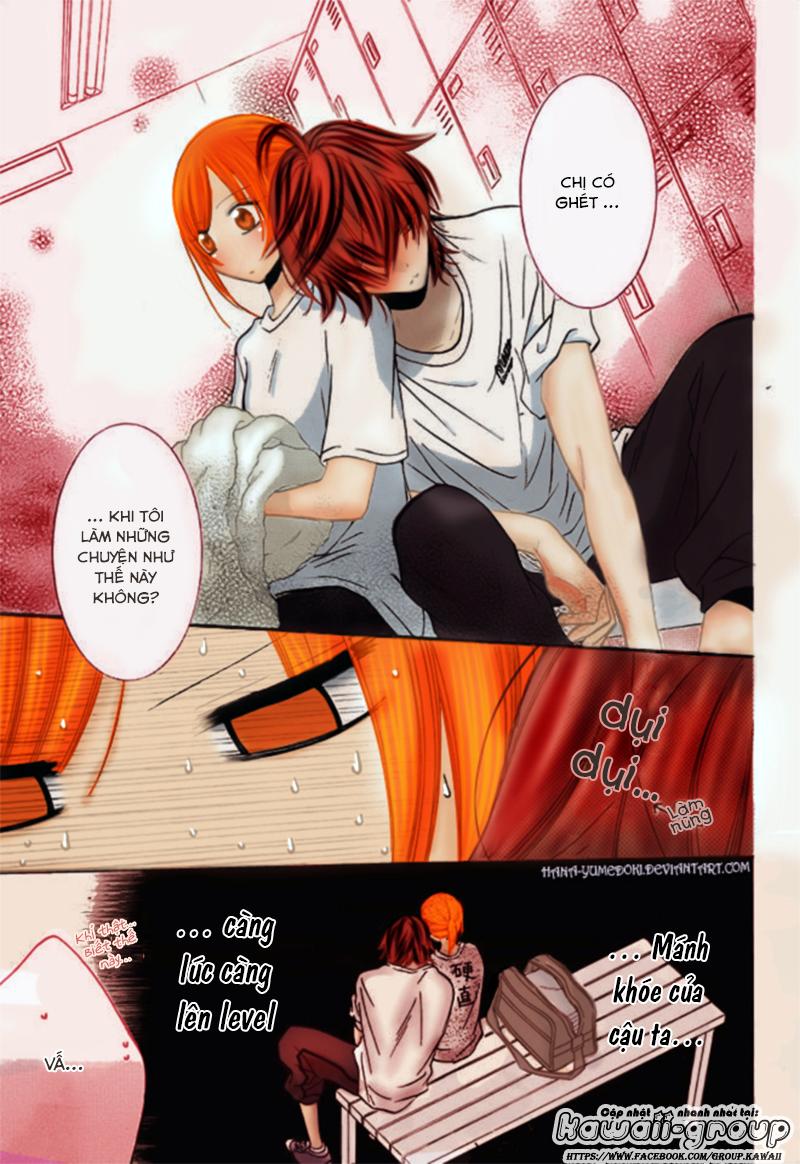 CHỊ CÓ
GHÉT ...
... KHI TÔI
LÀM NHỮNG
CHUYỆN NHƯ
THẾ NÀY
KHÔNG?
dụi
dụi...
Làm
nũng
HANA-YUMEDOKI.DEVIANTART.COM
... Mánh
khóe của
cậu ta...
硬
直
... càng
lúc càng
lên level
Khỉ thật...
Biết thế
này...
VẤ...
Cập nhật nhanh nhất tại:
kawaii-group
HTTPS://WWW.FACEBOOK.COM/GROUP.KAWAII